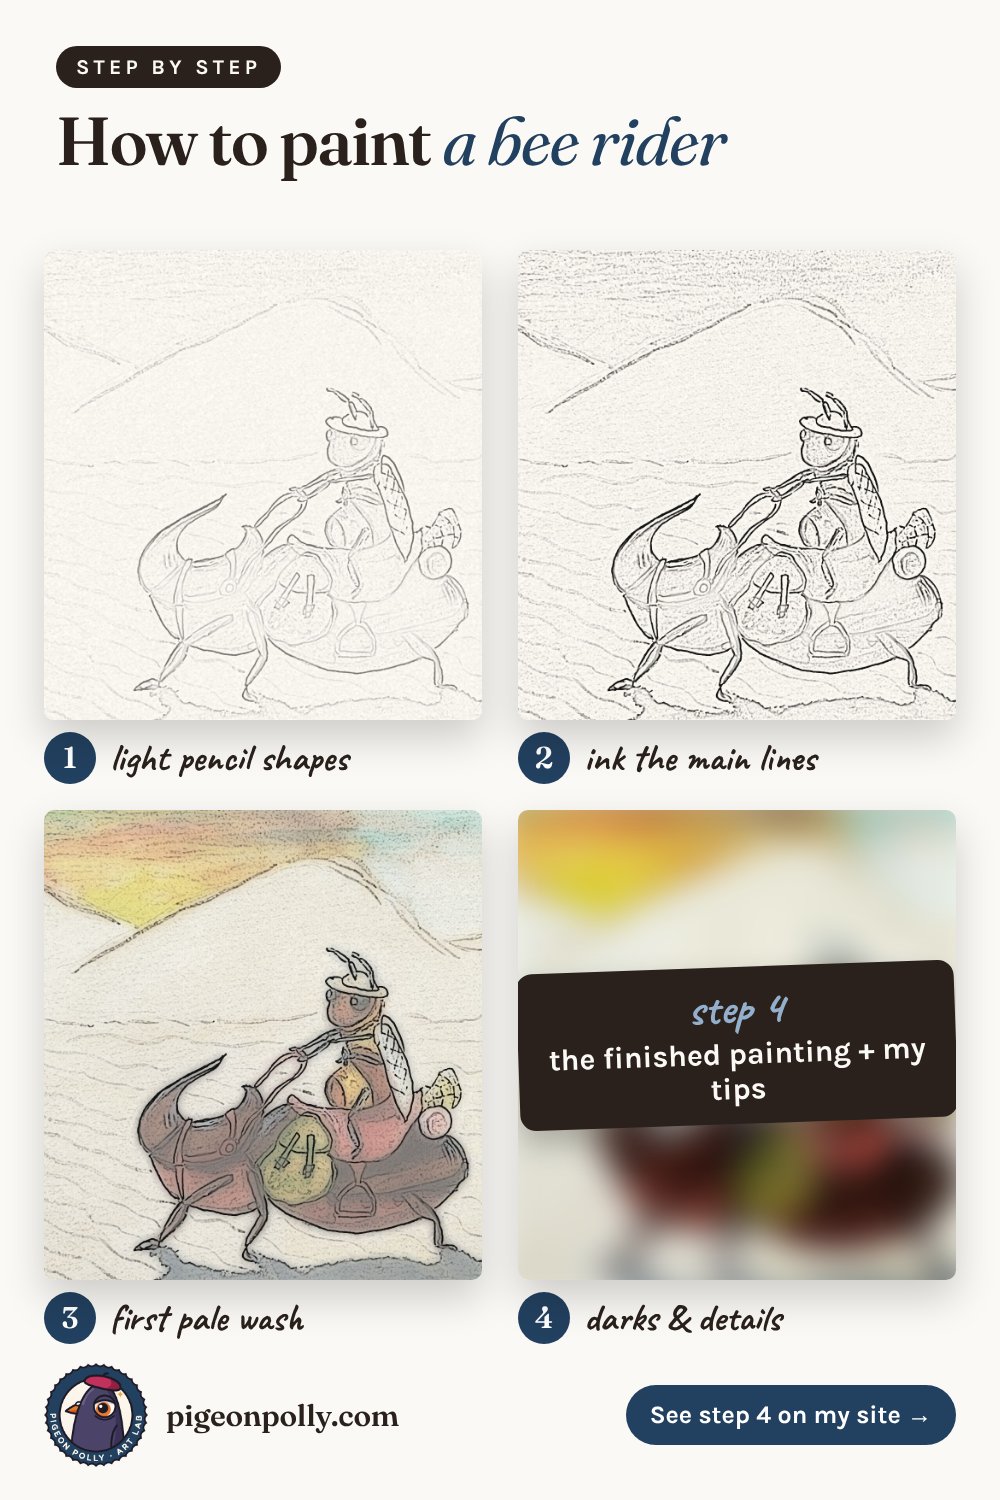 STEP BY STEP
How to paint a bee rider
1 light pencil shapes
2 ink the main lines
3 first pale wash
step 4
the finished painting + my
tips
4 darks & details
PIGEON POLLY · ART LAB
pigeonpolly.com
See step 4 on my site →